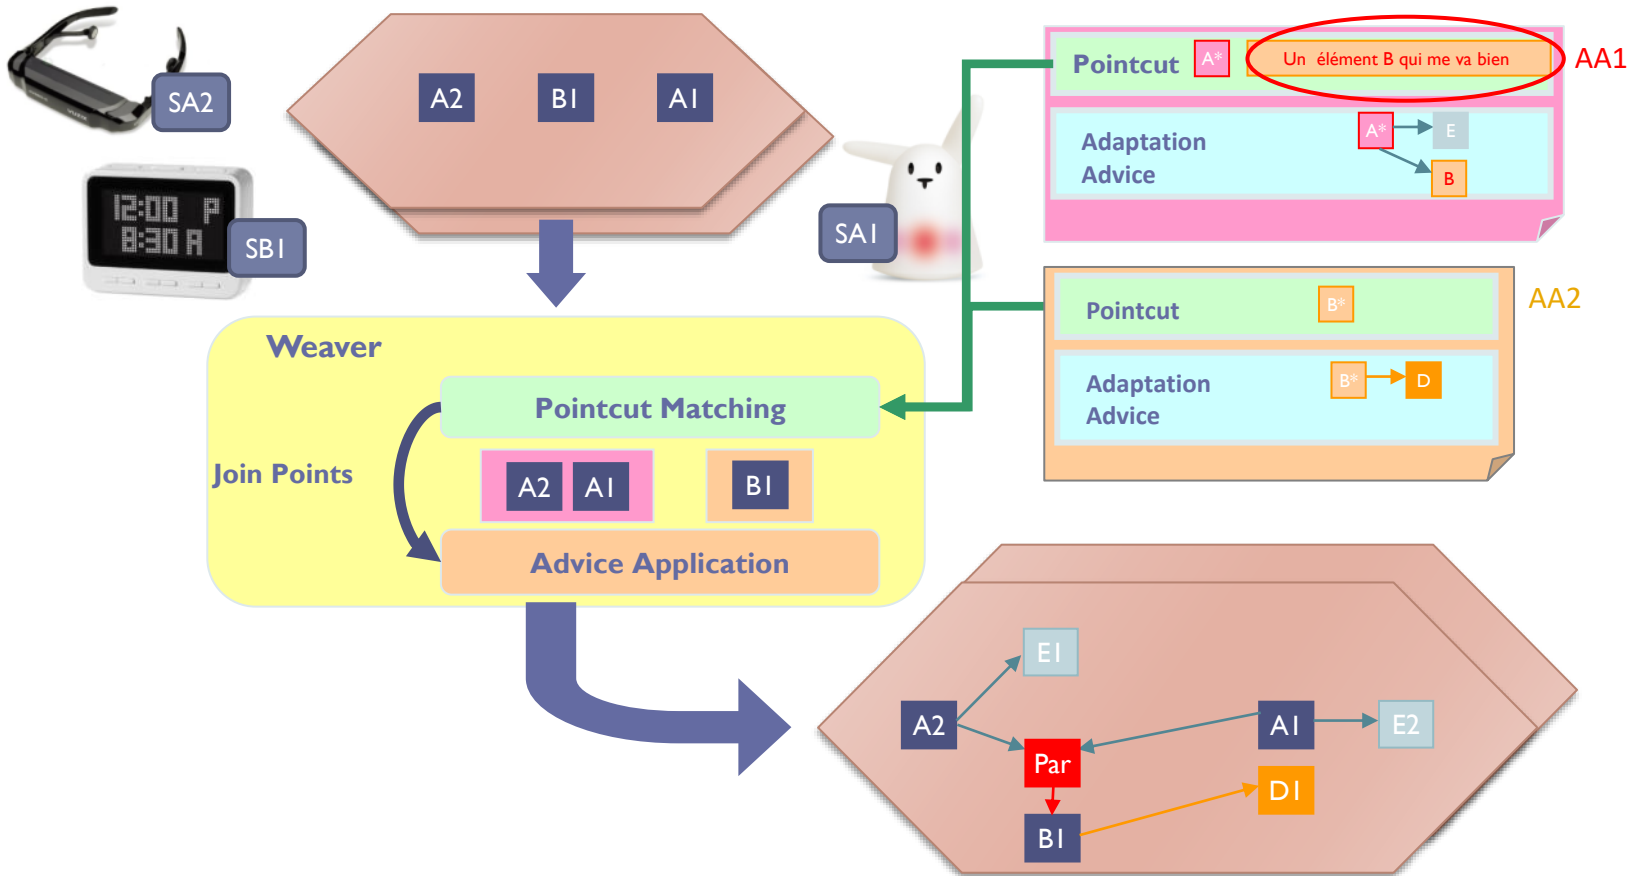 SA2
A2 B1 A1
Pointcut A* Un élément B qui me va bien AA1
Adaptation
Advice
A* E
B
SB1
12:00 P
8:30 A
SA1
AA2
Pointcut B*
Adaptation
Advice
B* D
Weaver
Pointcut Matching
Join Points
A2 A1 B1
Advice Application
E1
A2 A1 E2
Par
D1
B1